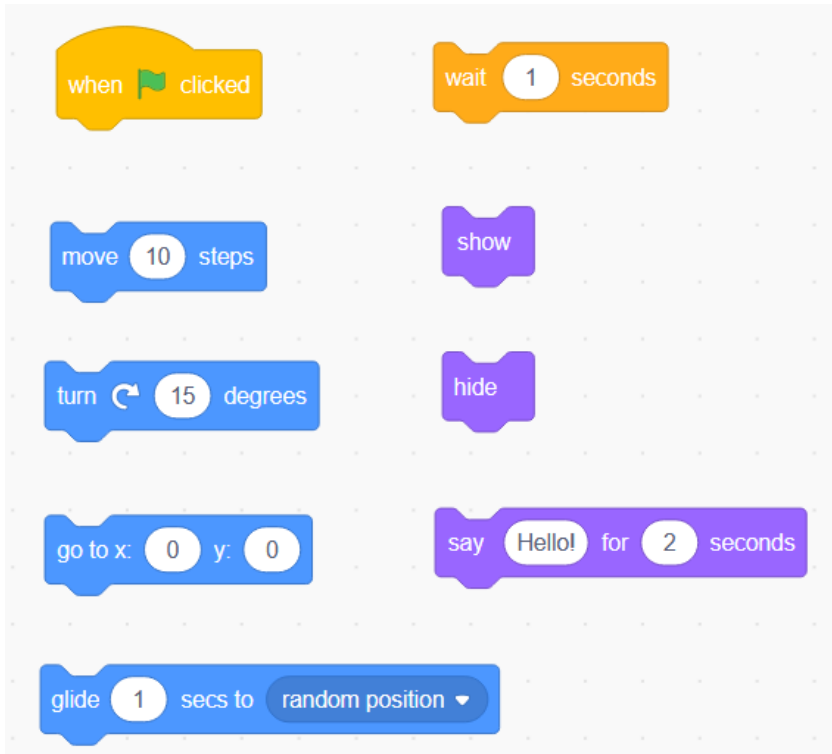 when clicked
wait 1 seconds
move 10 steps
show
turn 15 degrees
hide
go to x: 0 y: 0
say Hello! for 2 seconds
glide 1 secs to random position